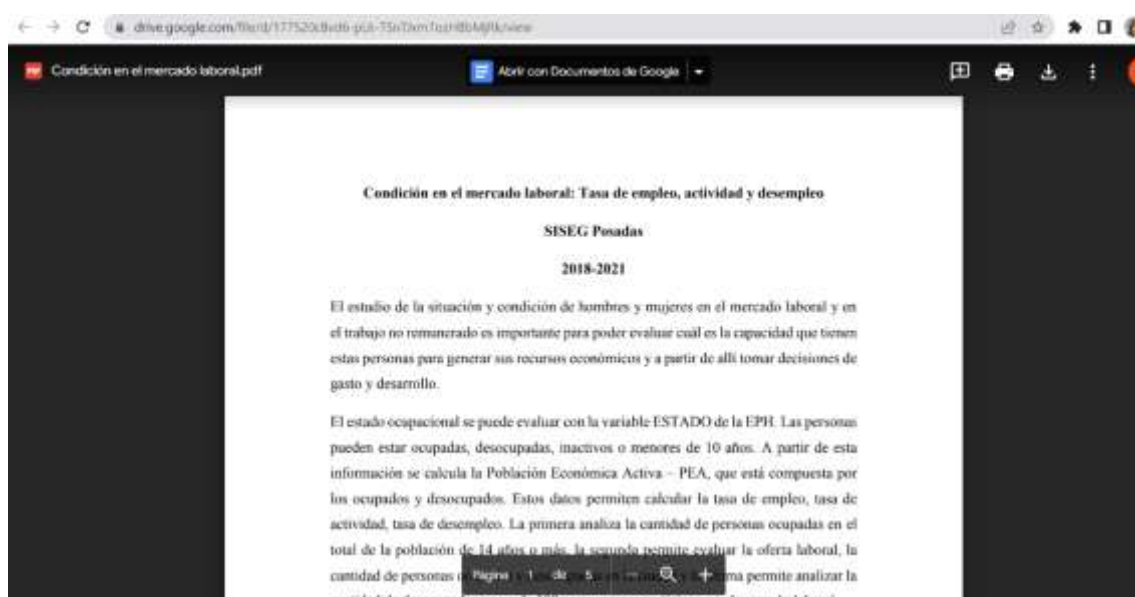 drive.google.com/file/d/
Condición en el mercado laboral.pdf
Abrir con Documentos de Google
Condición en el mercado laboral: Tasa de empleo, actividad y desempleo
SISEG Posadas
2018-2021
El estudio de la situación y condición de hombres y mujeres en el mercado laboral y en
el trabajo no remunerado es importante para poder evaluar cuál es la capacidad que tienen
estas personas para generar sus recursos económicos y a partir de allí tomar decisiones de
gasto y desarrollo.
El estado ocupacional se puede evaluar con la variable ESTADO de la EPH. Las personas
pueden estar ocupadas, desocupadas, inactivos o menores de 10 años. A partir de esta
información se calcula la Población Económica Activa – PEA, que está compuesta por
los ocupados y desocupados. Estos datos permiten calcular la tasa de empleo, tasa de
actividad, tasa de desempleo. La primera analiza la cantidad de personas ocupadas en el
total de la población de 14 años o más, la segunda permite evaluar la oferta laboral, la
cantidad de personas permite analizar la
Página 1 de 5